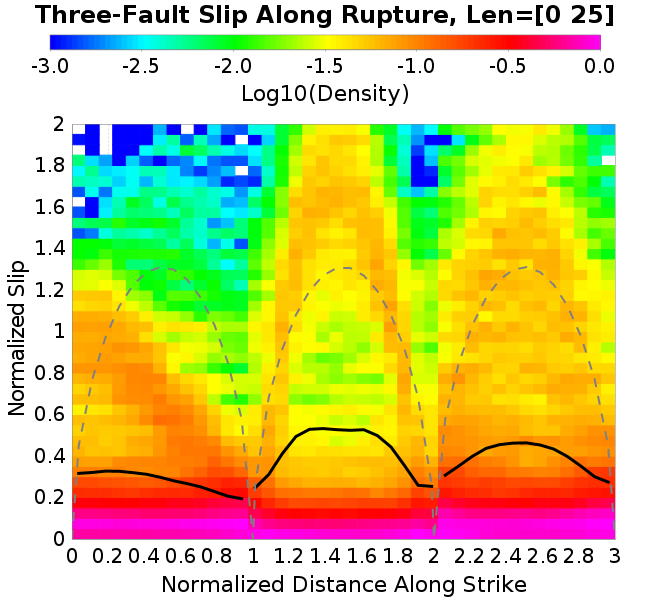 Three-Fault Slip Along Rupture, Len=[0 25]
-3.0 -2.5 -2.0 -1.5 -1.0 -0.5 0.0
Log10(Density)
2
1.8
1.6
1.4
1.2
1
0.8
0.6
0.4
0.2
0
Normalized Slip
0 0.2 0.4 0.6 0.8 1 1.2 1.4 1.6 1.8 2 2.2 2.4 2.6 2.8 3
Normalized Distance Along Strike